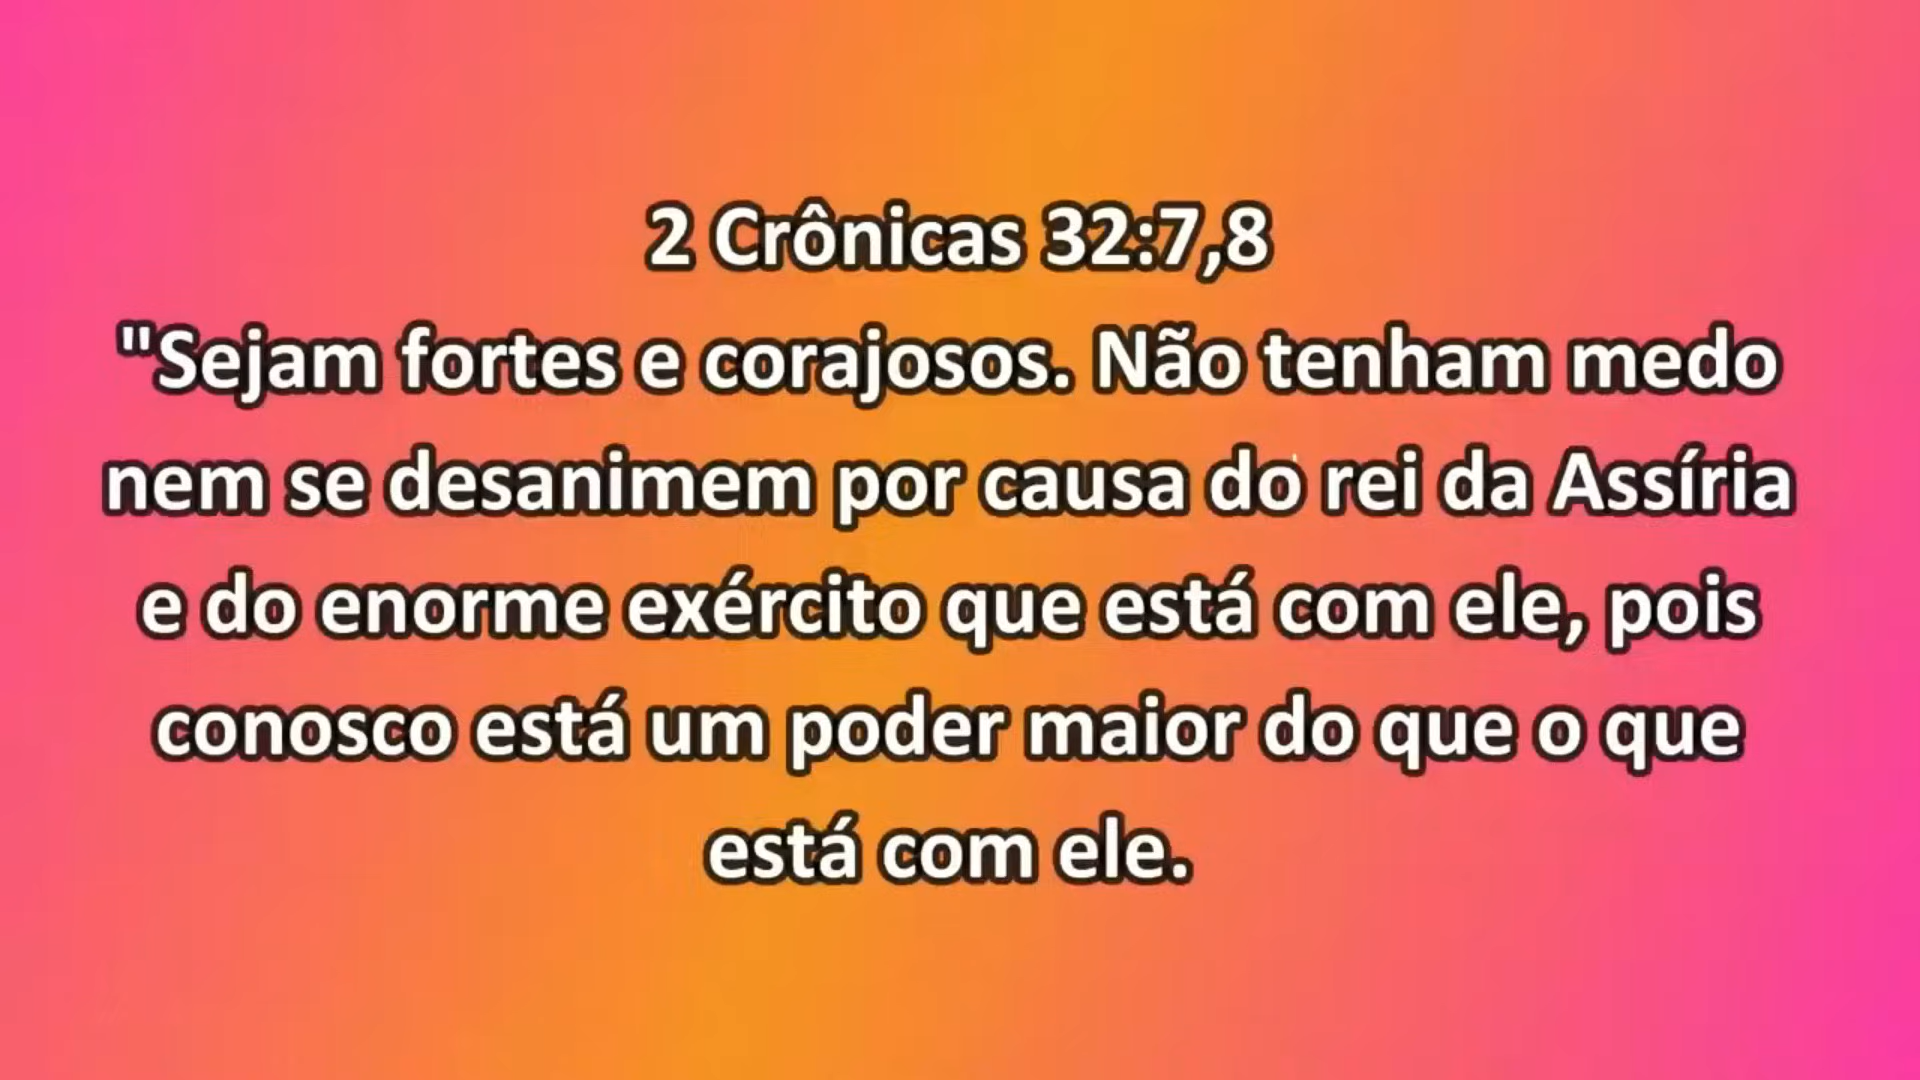 2 Crônicas 32:7,8
"Sejam fortes e corajosos. Não tenham medo
nem se desanimem por causa do rei da Assíria
e do enorme exército que está com ele, pois
conosco está um poder maior do que o que
está com ele.